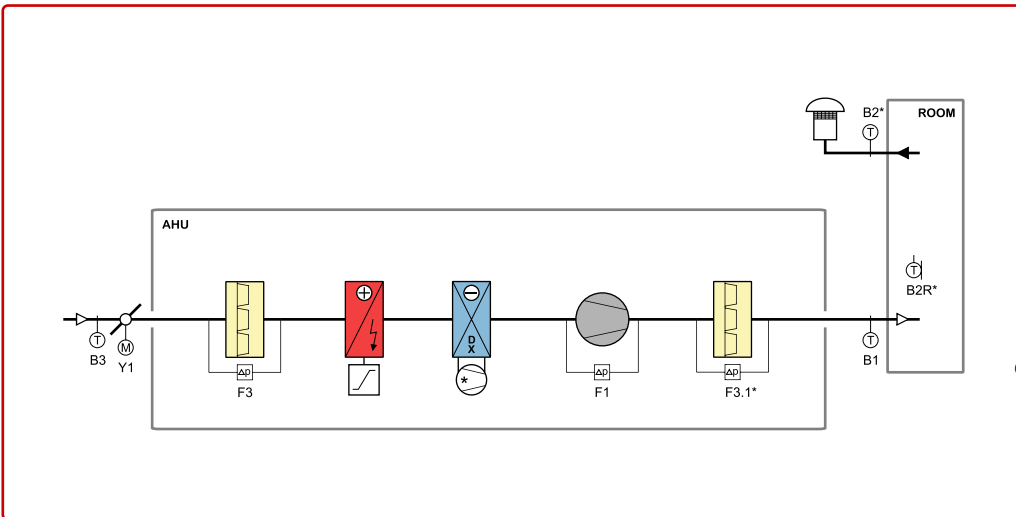 B2*
ROOM
T
AHU
T
B2R*
+
−
D
X
T
B3
M
Y1
Δp
F3
*
Δp
F1
Δp
F3.1*
T
B1